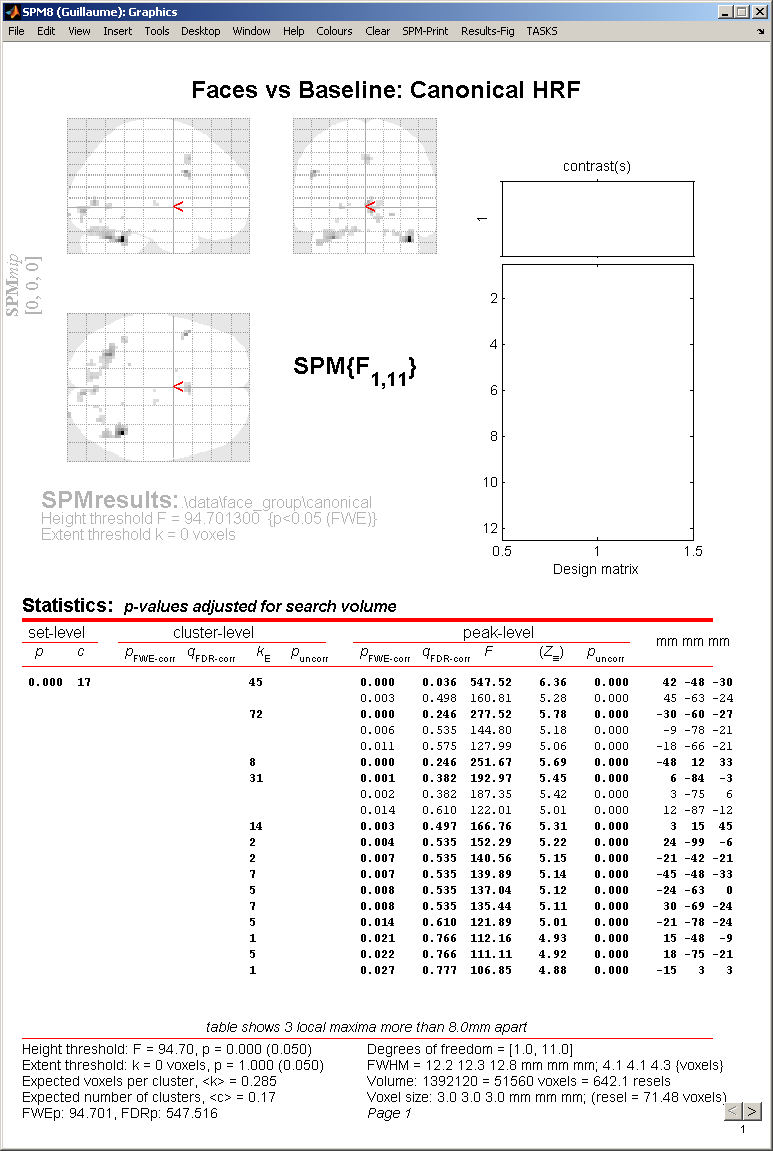 SPM8 (Guillaume): Graphics
File Edit View Insert Tools Desktop Window Help Colours Clear SPM-Print Results-Fig TASKS
Faces vs Baseline: Canonical HRF
<
<
<
SPMmip
[0, 0, 0]
SPM{F1,11}
contrast(s)
1
2
4
6
8
10
12
0.5 1 1.5
Design matrix
SPMresults: .\data\face_group\canonical
Height threshold F = 94.701300 {p<0.05 (FWE)}
Extent threshold k = 0 voxels
Statistics: p-values adjusted for search volume
set-level cluster-level peak-level mm mm mm
p c pFWE-corr qFDR-corr kE puncorr pFWE-corr qFDR-corr F (Z≡) puncorr
0.000 17 45 0.000 0.036 547.52 6.36 0.000 42 -48 -30
0.003 0.498 160.81 5.28 0.000 45 -63 -24
72 0.000 0.246 277.52 5.78 0.000 -30 -60 -27
0.006 0.535 144.80 5.18 0.000 -9 -78 -21
0.011 0.575 127.99 5.06 0.000 -18 -66 -21
8 0.000 0.246 251.67 5.69 0.000 -48 12 33
31 0.001 0.382 192.97 5.45 0.000 6 -84 -3
0.002 0.382 187.35 5.42 0.000 3 -75 6
0.014 0.610 122.01 5.01 0.000 12 -87 -12
14 0.003 0.497 166.76 5.31 0.000 3 15 45
2 0.004 0.535 152.29 5.22 0.000 24 -99 -6
2 0.007 0.535 140.56 5.15 0.000 -21 -42 -21
7 0.007 0.535 139.89 5.14 0.000 -45 -48 -33
5 0.008 0.535 137.04 5.12 0.000 -24 -63 0
7 0.008 0.535 135.44 5.11 0.000 30 -69 -24
5 0.014 0.610 121.89 5.01 0.000 -21 -78 -24
1 0.021 0.766 112.16 4.93 0.000 15 -48 -9
5 0.022 0.766 111.11 4.92 0.000 18 -75 -21
1 0.027 0.777 106.85 4.88 0.000 -15 3 3
table shows 3 local maxima more than 8.0mm apart
Height threshold: F = 94.70, p = 0.000 (0.050) Degrees of freedom = [1.0, 11.0]
Extent threshold: k = 0 voxels, p = 1.000 (0.050) FWHM = 12.2 12.3 12.8 mm mm mm; 4.1 4.1 4.3 {voxels}
Expected voxels per cluster, <k> = 0.285 Volume: 1392120 = 51560 voxels = 642.1 resels
Expected number of clusters, <c> = 0.17 Voxel size: 3.0 3.0 3.0 mm mm mm; (resel = 71.48 voxels)
FWEp: 94.701, FDRp: 547.516 Page 1
< >
1